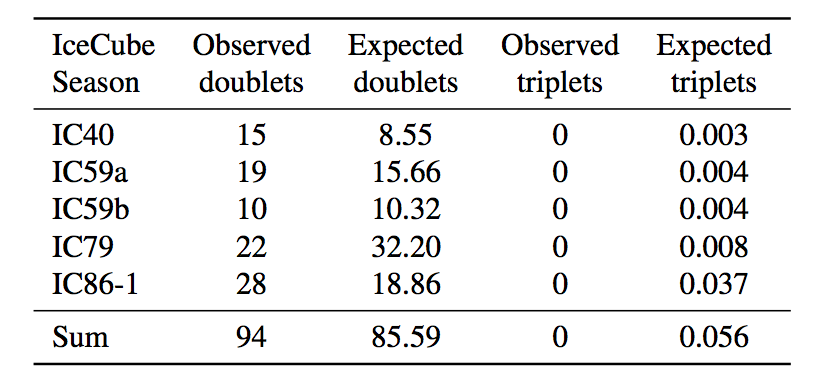 IceCube Observed Expected Observed Expected
Season doublets doublets triplets triplets
IC40 15 8.55 0 0.003
IC59a 19 15.66 0 0.004
IC59b 10 10.32 0 0.004
IC79 22 32.20 0 0.008
IC86-1 28 18.86 0 0.037
Sum 94 85.59 0 0.056